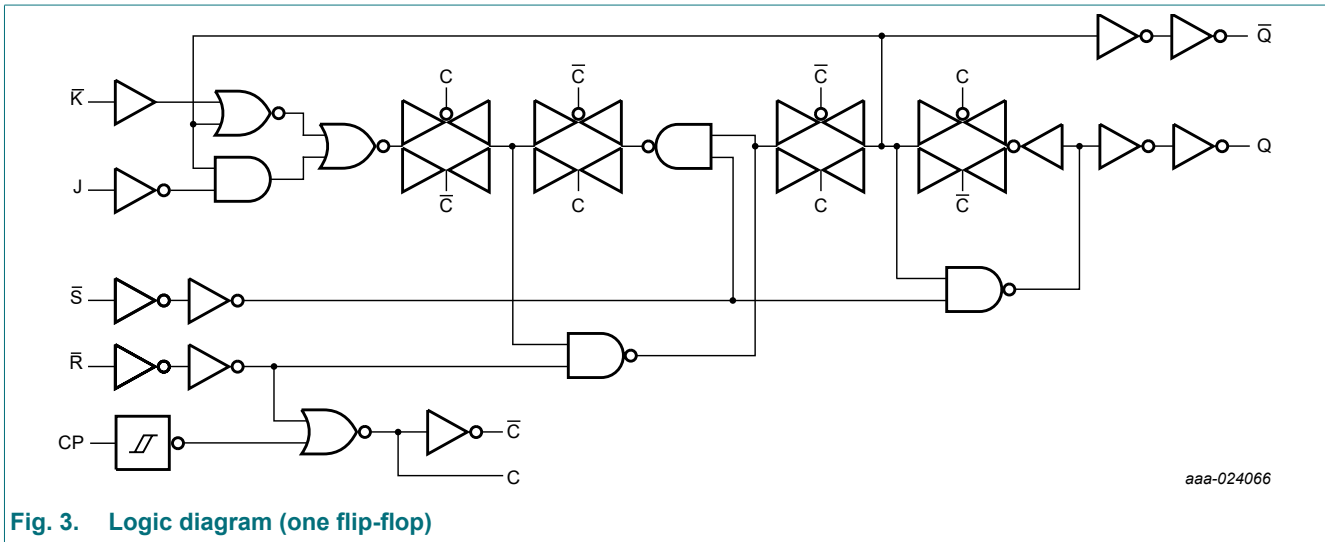 Q̅
K̅
C
C̅
C̅
C̅
J
C̅
C
C
C̅
Q
S̅
R̅
CP
C̅
C
aaa-024066
Fig. 3. Logic diagram (one flip-flop)